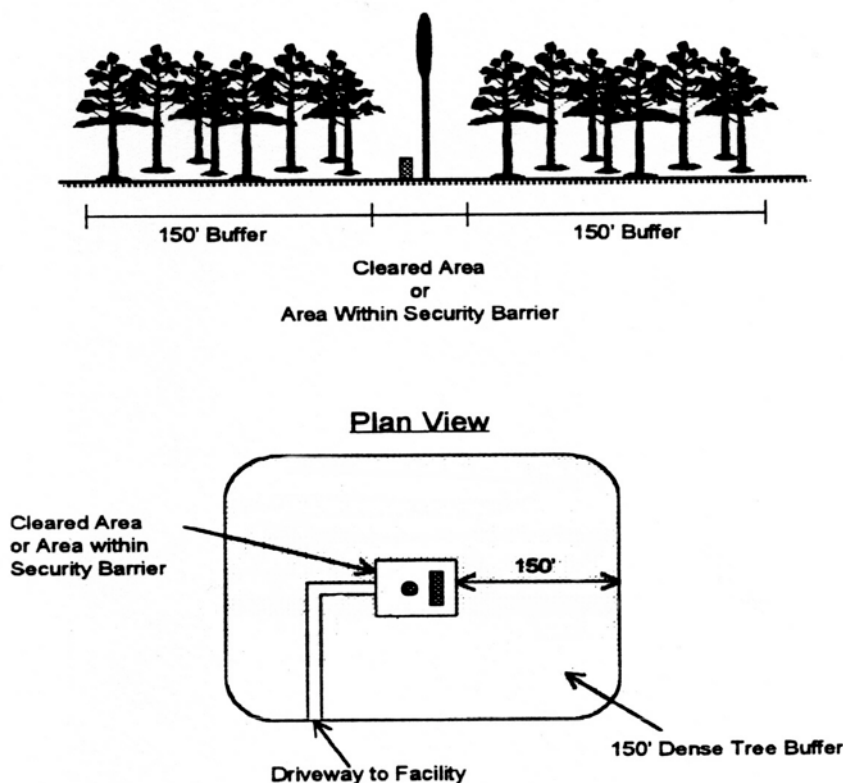 150' Buffer
150' Buffer
Cleared Area
or
Area Within Security Barrier
Plan View
Cleared Area
or Area within
Security Barrier
150'
150' Dense Tree Buffer
Driveway to Facility